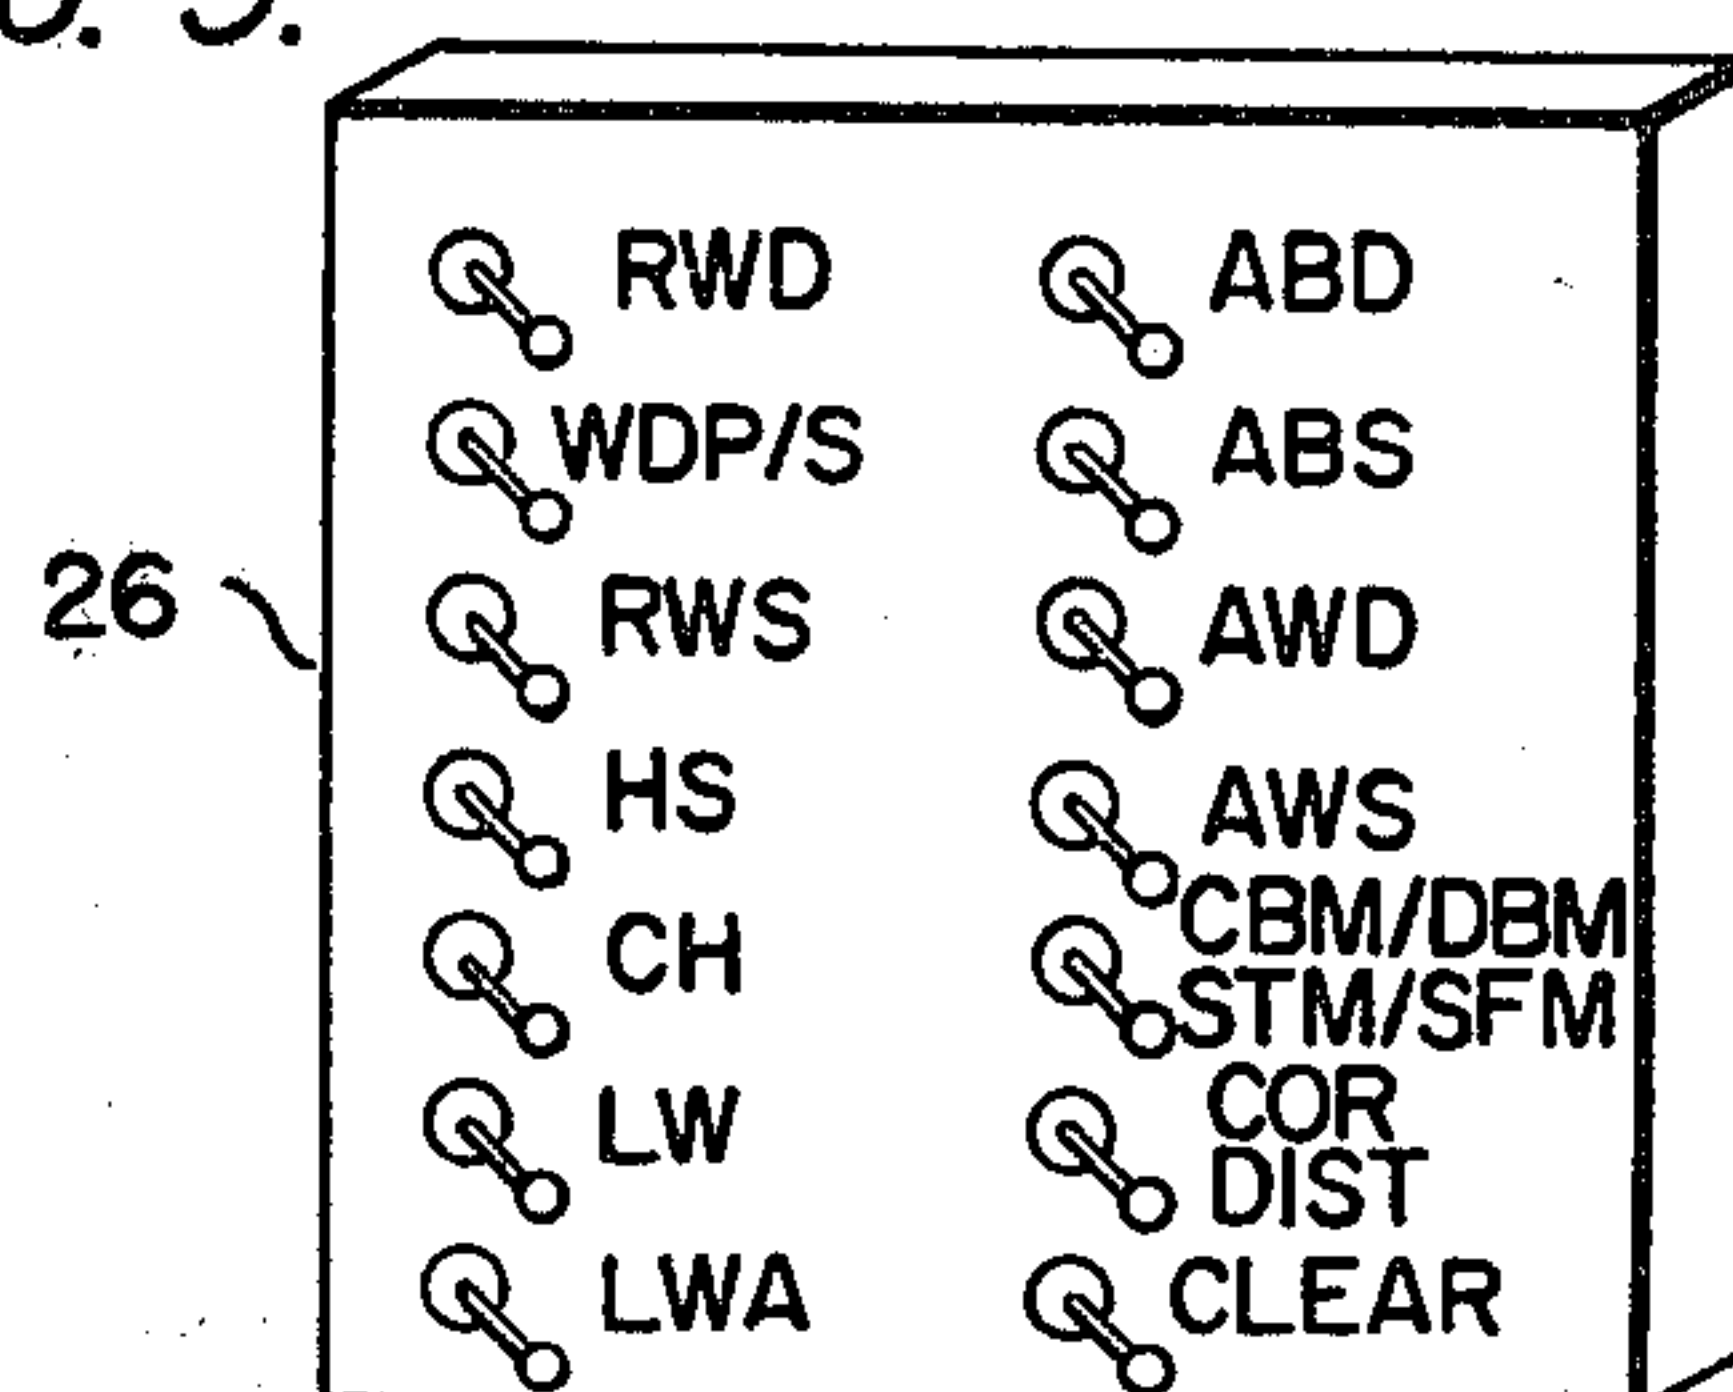 RWD ABD
WDP/S ABS
26
RWS AWD
HS AWS
CBM/DBM
CH
STM/SFM
COR
LW
DIST
LWA CLEAR